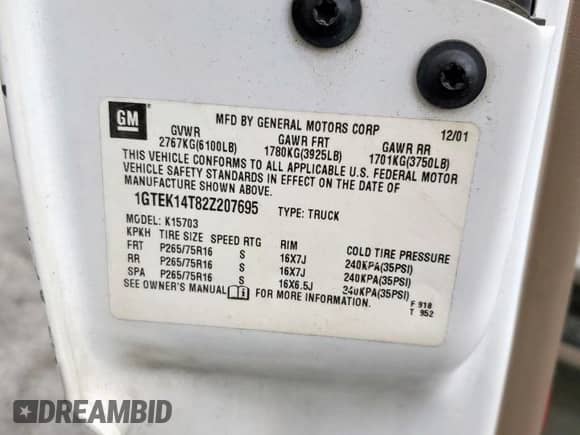 GM
MFD BY GENERAL MOTORS CORP 12/01
GVWR GAWR FRT GAWR RR
2767KG(6100LB) 1780KG(3925LB) 1701KG(3750LB)
THIS VEHICLE CONFORMS TO ALL APPLICABLE U.S. FEDERAL MOTOR
VEHICLE SAFETY STANDARDS IN EFFECT ON THE DATE OF
MANUFACTURE SHOWN ABOVE.
1GTEK14T82Z207695 TYPE: TRUCK
MODEL: K15703
KPKH TIRE SIZE SPEED RTG RIM COLD TIRE PRESSURE
FRT P265/75R16 S 16X7J 240KPA(35PSI)
RR P265/75R16 S 16X7J 240KPA(35PSI)
SPA P265/75R16 S 16X6.5J 240KPA(35PSI)
SEE OWNER'S MANUAL FOR MORE INFORMATION.
F 918
T 952
DREAMBID